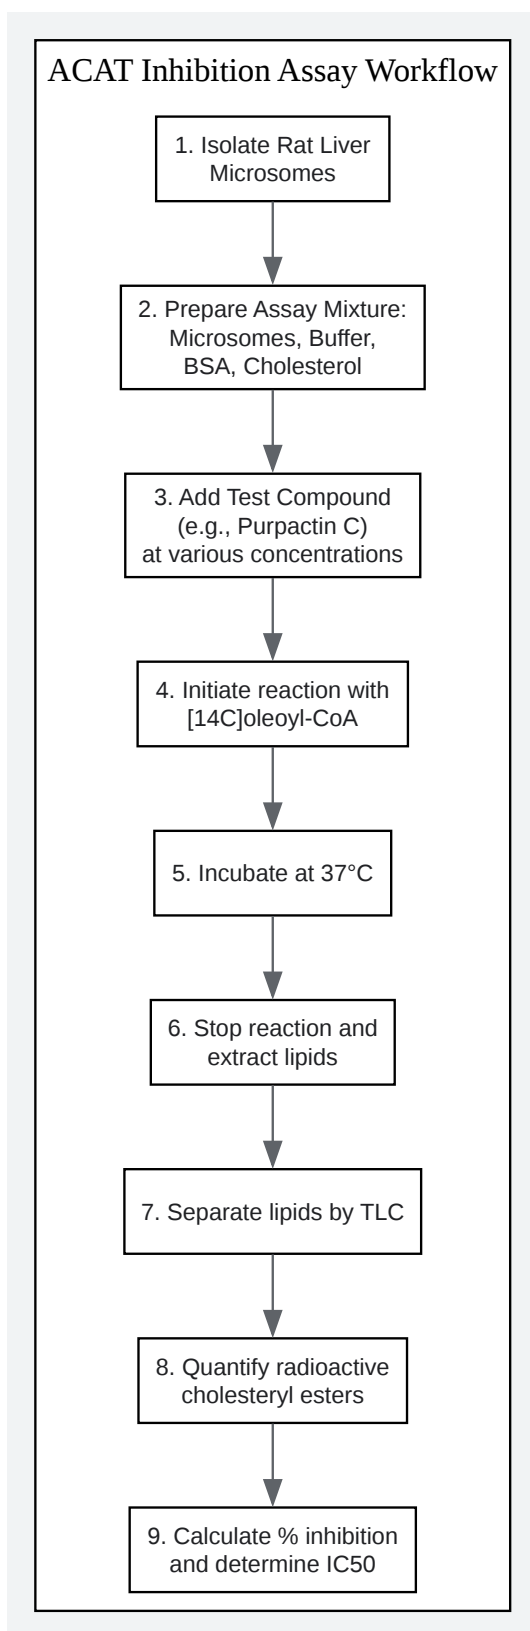 ACAT Inhibition Assay Workflow
1. Isolate Rat Liver
Microsomes
2. Prepare Assay Mixture:
Microsomes, Buffer,
BSA, Cholesterol
3. Add Test Compound
(e.g., Purpactin C)
at various concentrations
4. Initiate reaction with
[14C]oleoyl-CoA
5. Incubate at 37°C
6. Stop reaction and
extract lipids
7. Separate lipids by TLC
8. Quantify radioactive
cholesteryl esters
9. Calculate % inhibition
and determine IC50